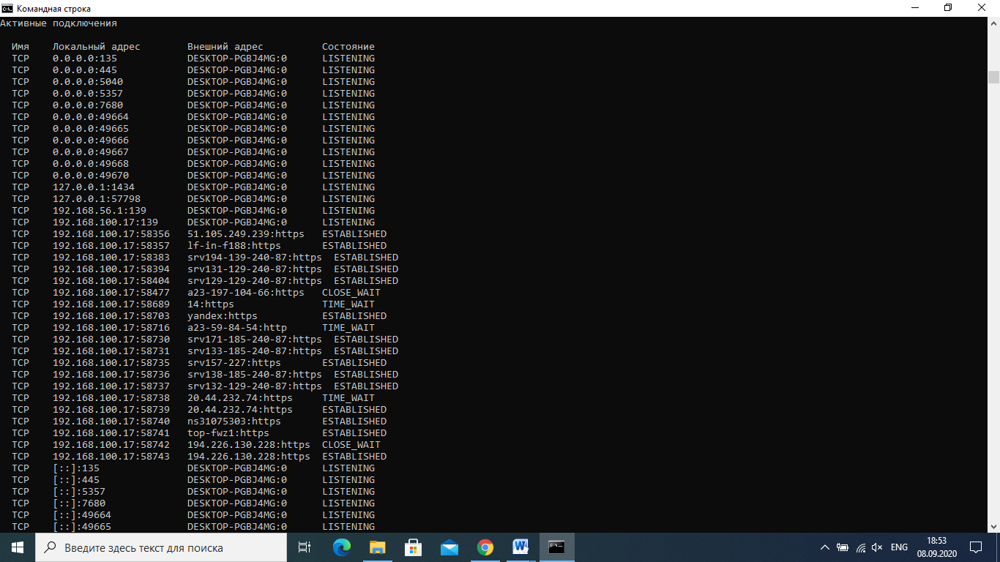 Командная строка
Активные подключения
Имя Локальный адрес Внешний адрес Состояние
TCP 0.0.0.0:135 DESKTOP-PGBJ4MG:0 LISTENING
TCP 0.0.0.0:445 DESKTOP-PGBJ4MG:0 LISTENING
TCP 0.0.0.0:5040 DESKTOP-PGBJ4MG:0 LISTENING
TCP 0.0.0.0:5357 DESKTOP-PGBJ4MG:0 LISTENING
TCP 0.0.0.0:7680 DESKTOP-PGBJ4MG:0 LISTENING
TCP 0.0.0.0:49664 DESKTOP-PGBJ4MG:0 LISTENING
TCP 0.0.0.0:49665 DESKTOP-PGBJ4MG:0 LISTENING
TCP 0.0.0.0:49666 DESKTOP-PGBJ4MG:0 LISTENING
TCP 0.0.0.0:49667 DESKTOP-PGBJ4MG:0 LISTENING
TCP 0.0.0.0:49668 DESKTOP-PGBJ4MG:0 LISTENING
TCP 0.0.0.0:49670 DESKTOP-PGBJ4MG:0 LISTENING
TCP 127.0.0.1:1434 DESKTOP-PGBJ4MG:0 LISTENING
TCP 127.0.0.1:57798 DESKTOP-PGBJ4MG:0 LISTENING
TCP 192.168.56.1:139 DESKTOP-PGBJ4MG:0 LISTENING
TCP 192.168.100.17:139 DESKTOP-PGBJ4MG:0 LISTENING
TCP 192.168.100.17:58356 51.105.249.239:https ESTABLISHED
TCP 192.168.100.17:58357 lf-in-f188:https ESTABLISHED
TCP 192.168.100.17:58383 srv194-139-240-87:https ESTABLISHED
TCP 192.168.100.17:58394 srv131-129-240-87:https ESTABLISHED
TCP 192.168.100.17:58404 srv129-129-240-87:https ESTABLISHED
TCP 192.168.100.17:58477 a23-197-104-66:https CLOSE_WAIT
TCP 192.168.100.17:58689 14:https TIME_WAIT
TCP 192.168.100.17:58703 yandex:https ESTABLISHED
TCP 192.168.100.17:58716 a23-59-84-54:http TIME_WAIT
TCP 192.168.100.17:58730 srv171-185-240-87:https ESTABLISHED
TCP 192.168.100.17:58731 srv133-185-240-87:https ESTABLISHED
TCP 192.168.100.17:58735 srv157-227:https ESTABLISHED
TCP 192.168.100.17:58736 srv138-185-240-87:https ESTABLISHED
TCP 192.168.100.17:58737 srv132-129-240-87:https ESTABLISHED
TCP 192.168.100.17:58738 20.44.232.74:https TIME_WAIT
TCP 192.168.100.17:58739 20.44.232.74:https ESTABLISHED
TCP 192.168.100.17:58740 ns31075303:https ESTABLISHED
TCP 192.168.100.17:58741 top-fwz1:https ESTABLISHED
TCP 192.168.100.17:58742 194.226.130.228:https CLOSE_WAIT
TCP 192.168.100.17:58743 194.226.130.228:https ESTABLISHED
TCP [::]:135 DESKTOP-PGBJ4MG:0 LISTENING
TCP [::]:445 DESKTOP-PGBJ4MG:0 LISTENING
TCP [::]:5357 DESKTOP-PGBJ4MG:0 LISTENING
TCP [::]:7680 DESKTOP-PGBJ4MG:0 LISTENING
TCP [::]:49664 DESKTOP-PGBJ4MG:0 LISTENING
TCP [::]:49665 DESKTOP-PGBJ4MG:0 LISTENING
Введите здесь текст для поиска
ENG
18:53
08.09.2020